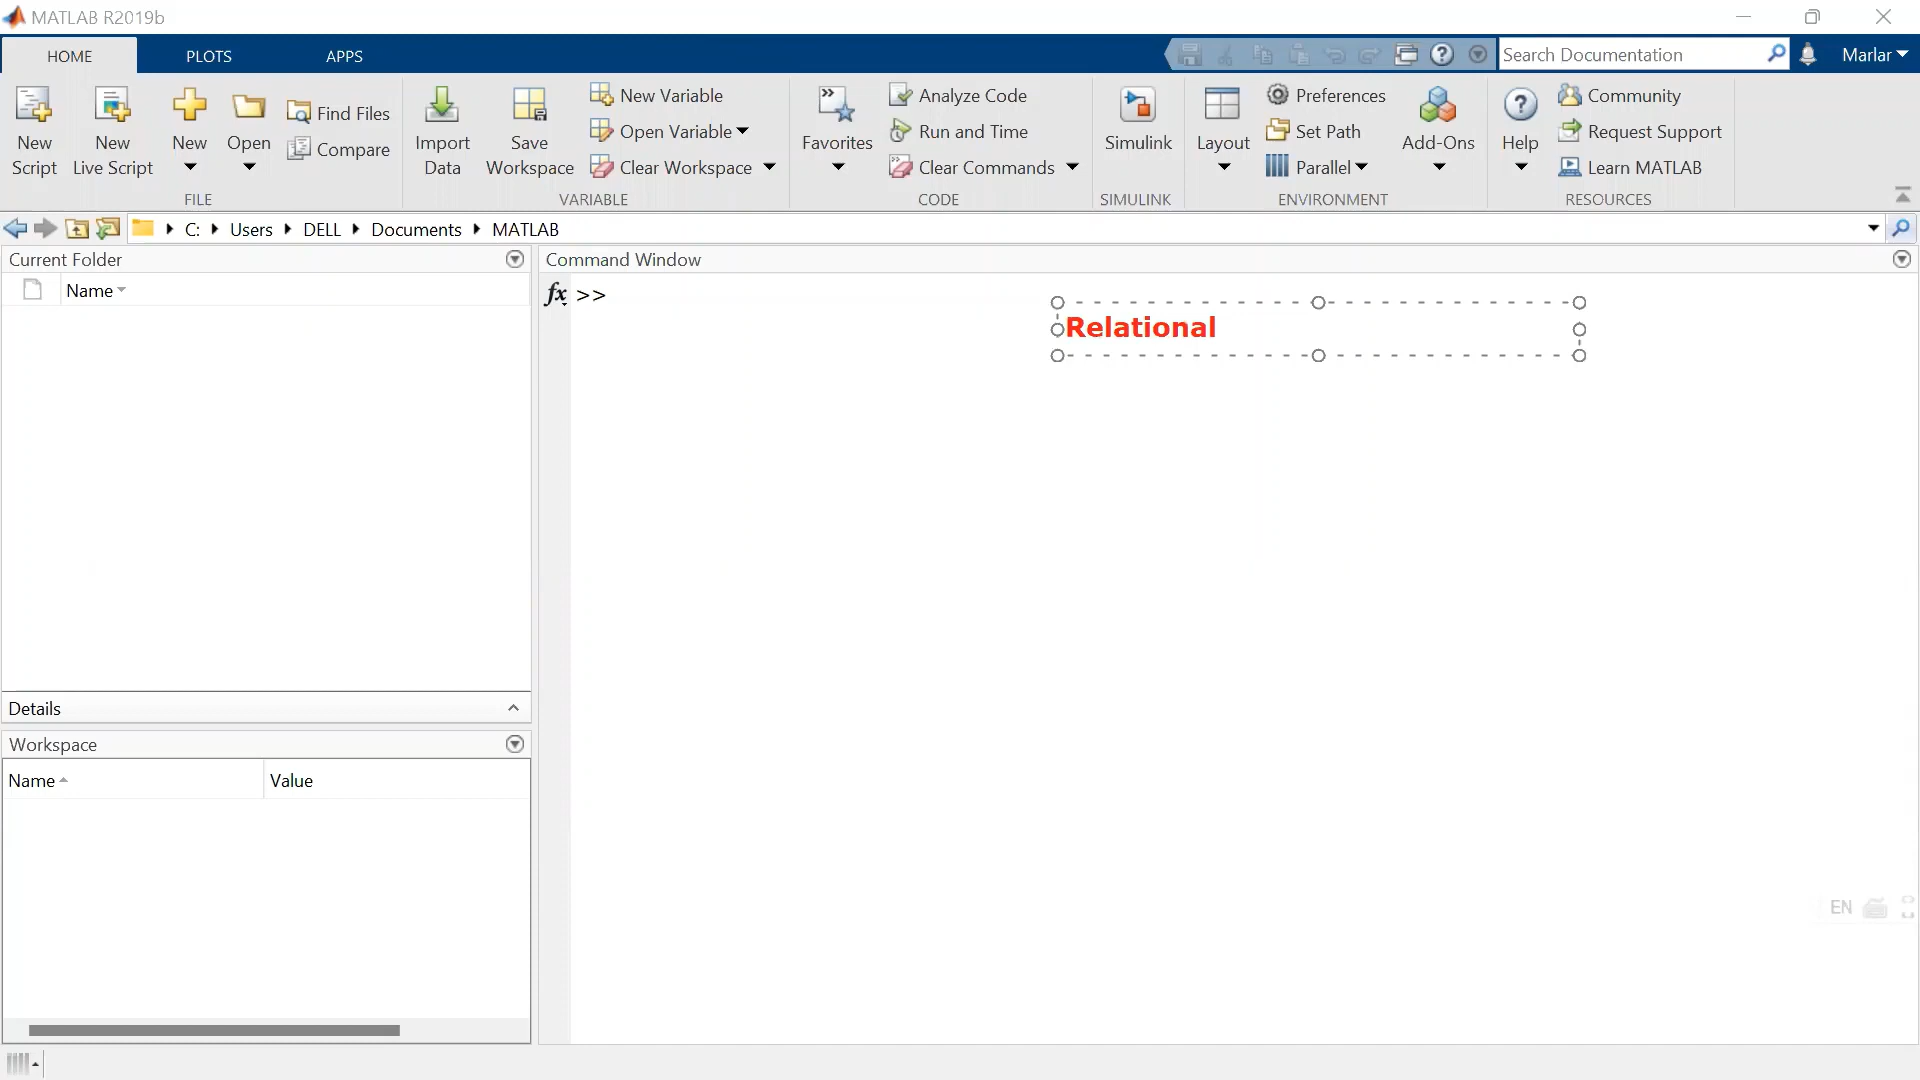 MATLAB R2019b
HOME
PLOTS
APPS
Search Documentation
Marlar
New Script
New Live Script
New
Open
Find Files
Compare
FILE
Import Data
Save Workspace
New Variable
Open Variable
Clear Workspace
VARIABLE
Favorites
Analyze Code
Run and Time
Clear Commands
CODE
Simulink
SIMULINK
Layout
Preferences
Set Path
Parallel
Add-Ons
ENVIRONMENT
Help
Community
Request Support
Learn MATLAB
RESOURCES
C: Users DELL Documents MATLAB
Current Folder
Name
Command Window
fx >>
Relational
Details
Workspace
Name Value
EN